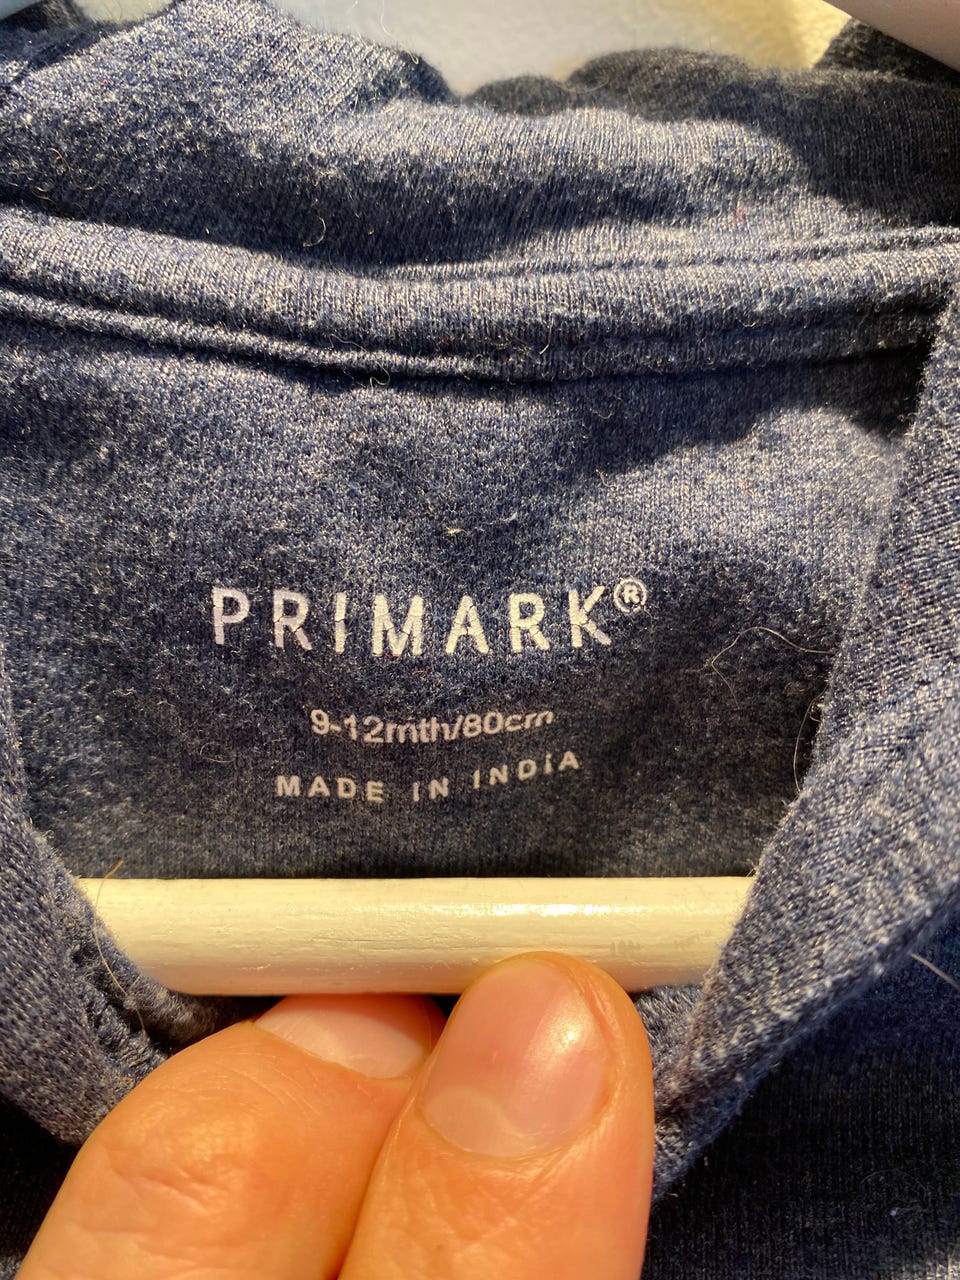 PRIMARK®
9-12mth/80cm
MADE IN INDIA